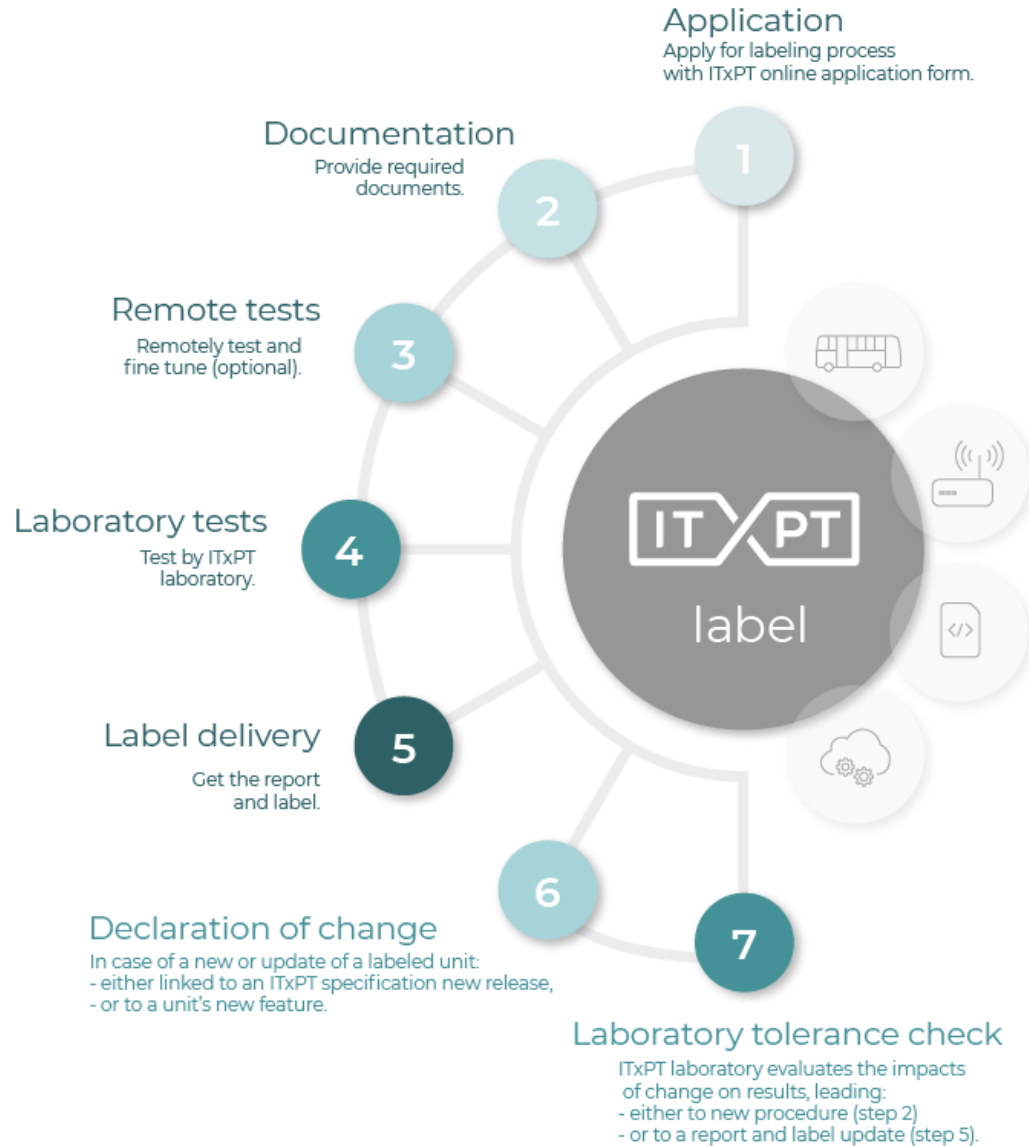 Application
Apply for labeling process
with ITxPT online application form.
1
Documentation
Provide required
documents.
2
Remote tests
Remotely test and
fine tune (optional).
3
Laboratory tests
Test by ITxPT
laboratory.
4
IT PT
label
</>
Label delivery
Get the report
and label.
5
6
Declaration of change
In case of a new or update of a labeled unit:
- either linked to an ITxPT specification new release,
- or to a unit's new feature.
7
Laboratory tolerance check
ITxPT laboratory evaluates the impacts
of change on results, leading:
- either to new procedure (step 2)
- or to a report and label update (step 5).